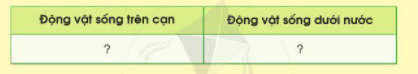 Động vật sống trên cạn Động vật sống dưới nước
? ?